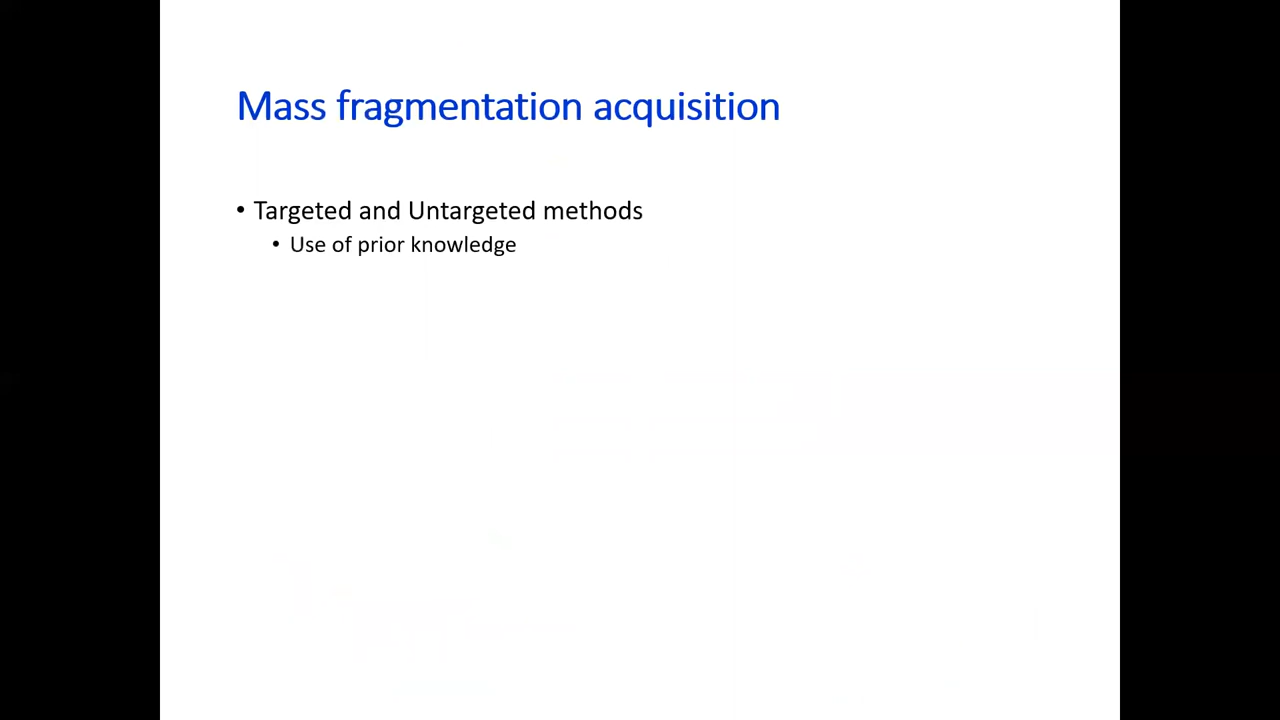 Mass fragmentation acquisition
• Targeted and Untargeted methods
• Use of prior knowledge